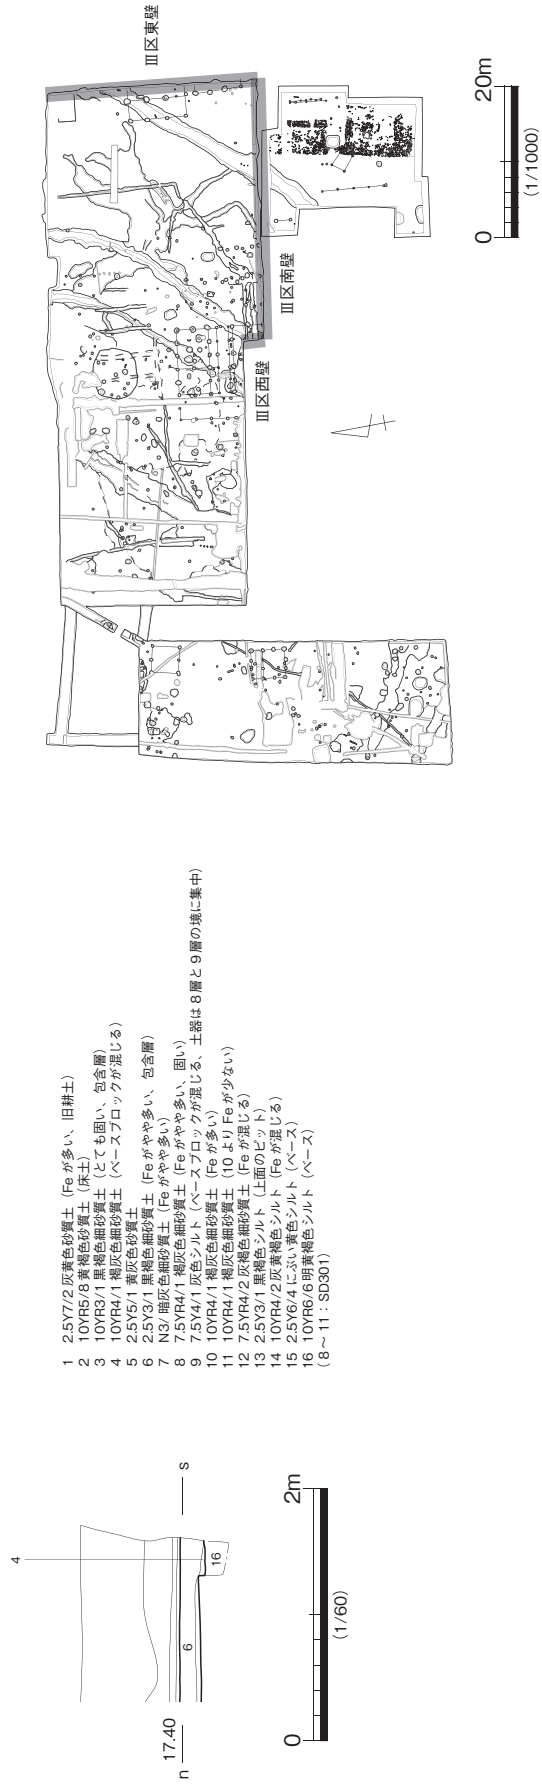 n 17.40
s
4
6
16
0
2m
(1/60)
1 2.5Y7/2 灰黄色砂質土（Feが多い、旧耕土）
2 10YR5/8 黄褐色砂質土（床土）
3 10YR3/1 黒褐色細砂質土（とても固い、包含層）
4 10YR4/1 褐灰色細砂質土（ベースブロックが混じる）
5 2.5Y5/1 黄灰色砂質土
6 2.5Y3/1 黒褐色細砂質土（Feがやや多い、包含層）
7 N3/ 暗灰色細砂質土（Feがやや多い）
8 7.5YR4/1 褐灰色細砂質土（Feがやや多い、固い）
9 7.5Y4/1 灰色シルト（ベースブロックが混じる、土器は８層と９層の境に集中）
10 10YR4/1 褐灰色細砂質土（Feが多い）
11 10YR4/1 褐灰色細砂質土（10よりFeが少ない）
12 7.5YR4/2 灰褐色細砂質土（Feが混じる）
13 2.5Y3/1 黒褐色シルト（上面のピット）
14 10YR4/2 灰黄褐色シルト（Feが混じる）
15 2.5Y6/4 にぶい黄色シルト（ベース）
16 10YR6/6 明黄褐色シルト（ベース）
（8～11：SD301）
Ⅲ区東壁
Ⅲ区南壁
Ⅲ区西壁
0
20m
(1/1000)